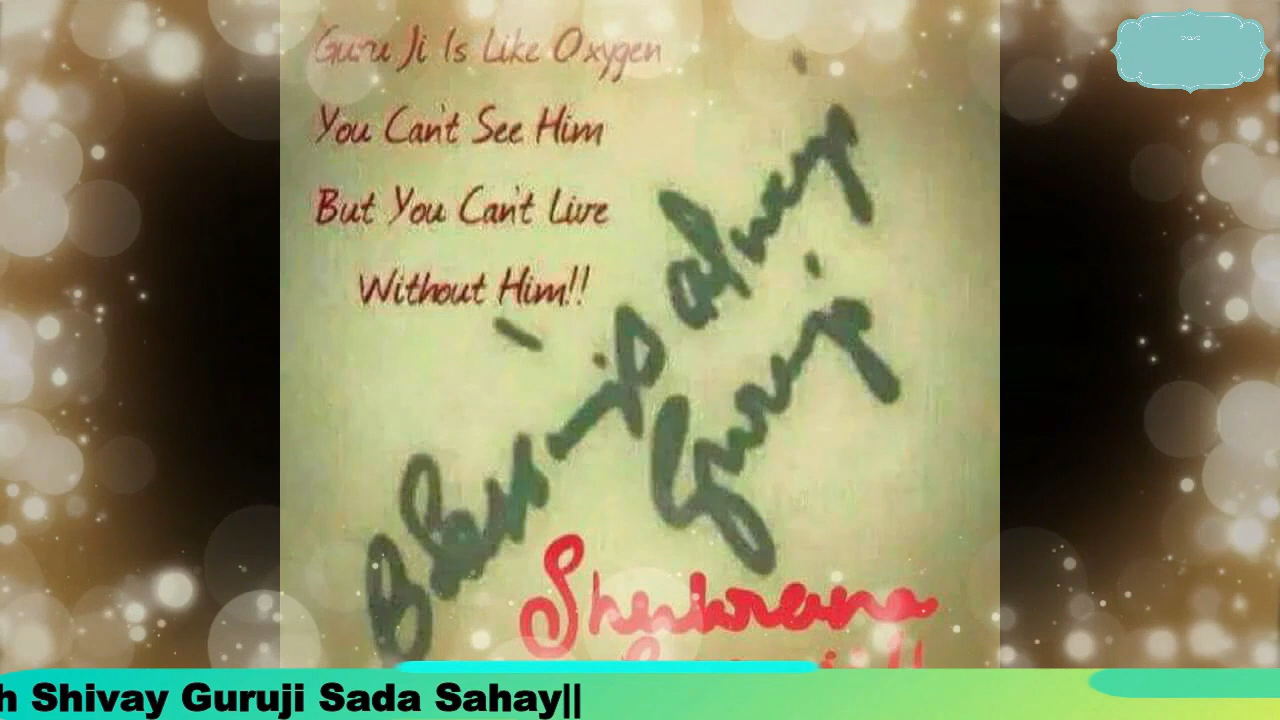 Guru Ji Is Like Oxygen
You Can't See Him
But You Can't Live
Without Him!!
Blessings always
Guruji
Shukrana
h Shivay Guruji Sada Sahay||